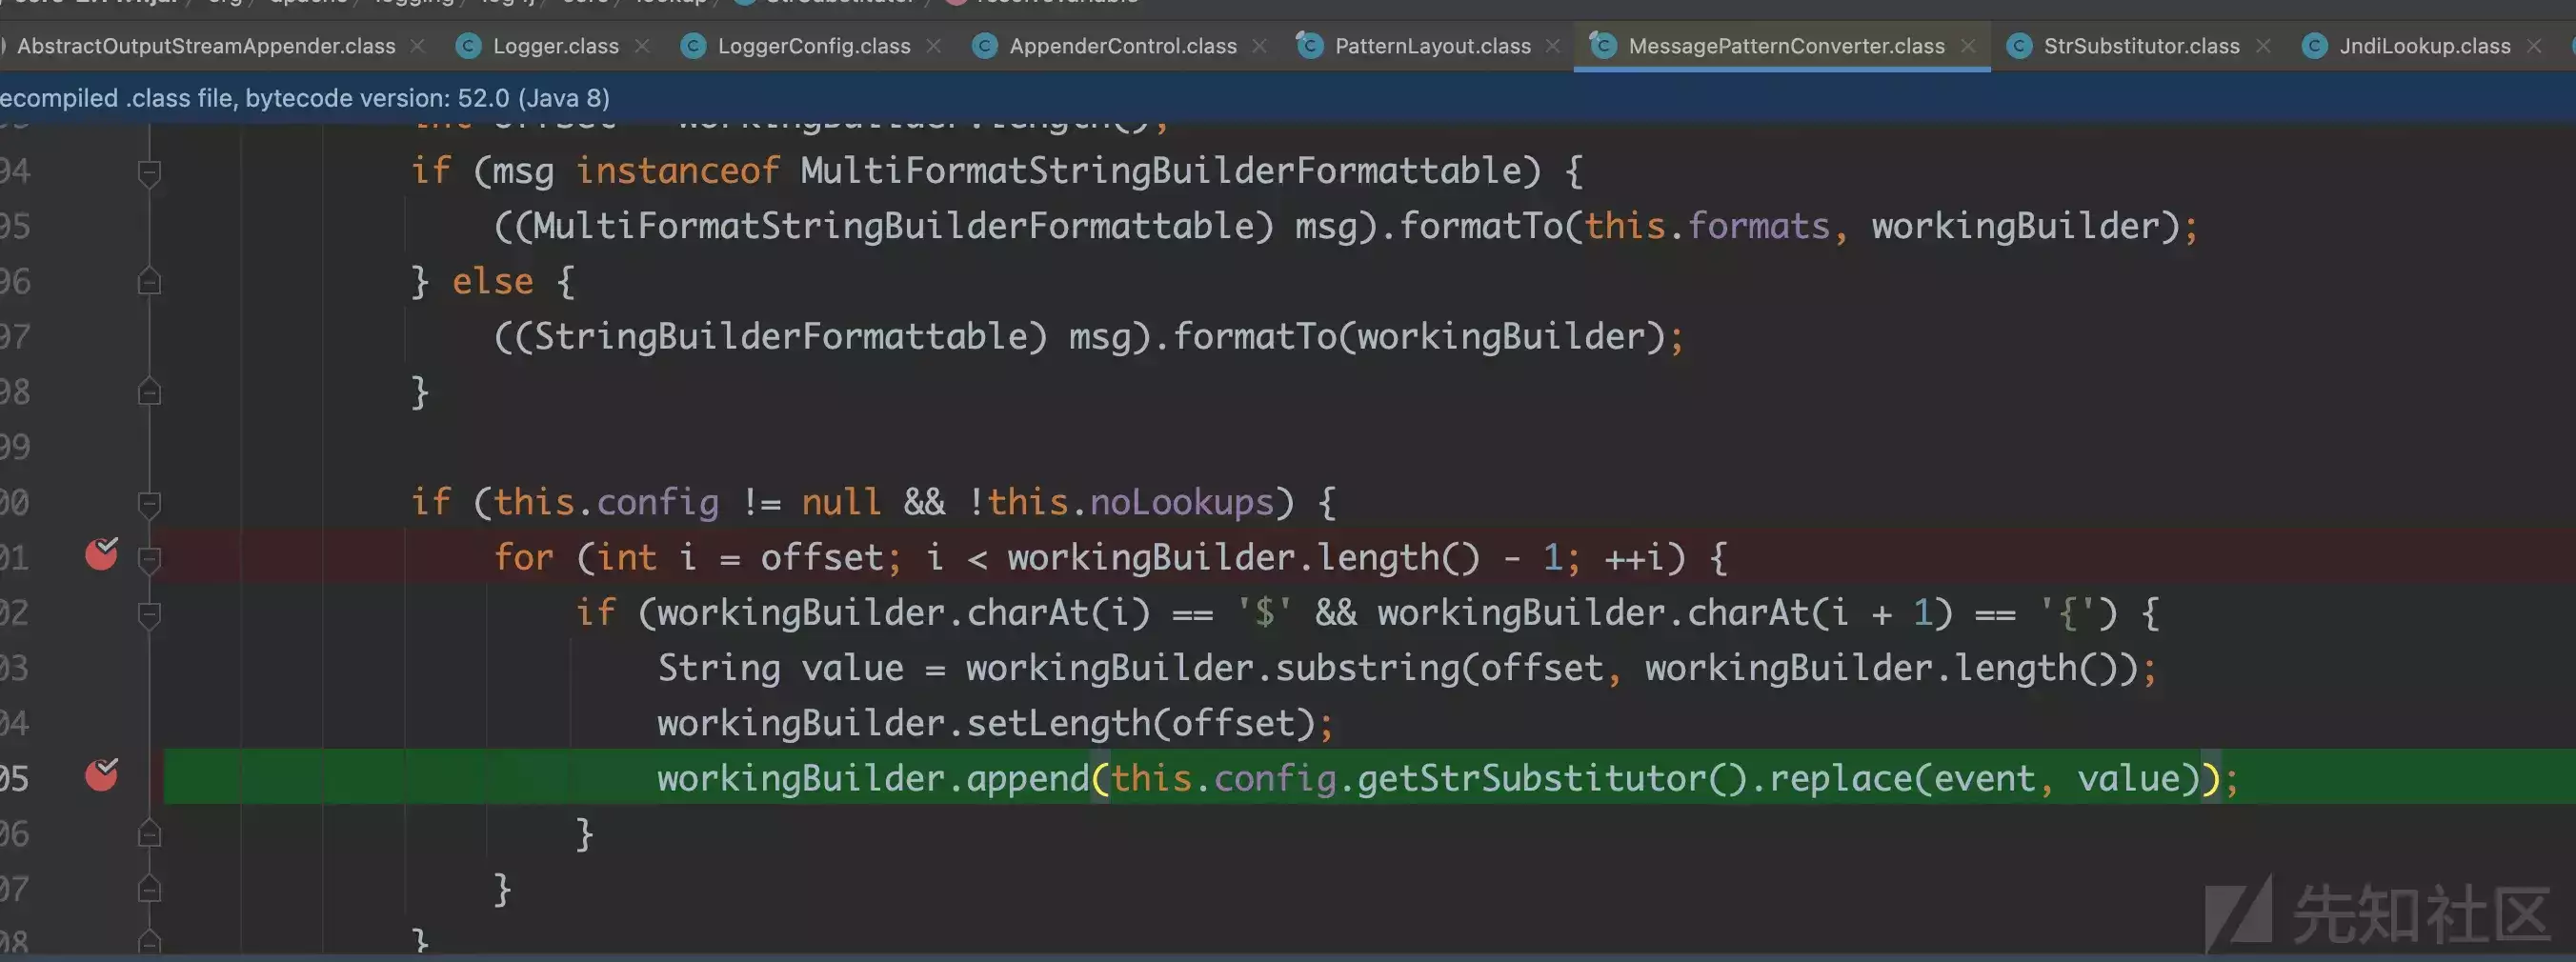 AbstractOutputStreamAppender.class Logger.class LoggerConfig.class AppenderControl.class PatternLayout.class MessagePatternConverter.class StrSubstitutor.class JndiLookup.class
ecompiled .class file, bytecode version: 52.0 (Java 8)
int offset = workingBuilder.length();
94 if (msg instanceof MultiFormatStringBuilderFormattable) {
95 ((MultiFormatStringBuilderFormattable) msg).formatTo(this.formats, workingBuilder);
96 } else {
97 ((StringBuilderFormattable) msg).formatTo(workingBuilder);
98 }
99
00 if (this.config != null && !this.noLookups) {
01 for (int i = offset; i < workingBuilder.length() - 1; ++i) {
02 if (workingBuilder.charAt(i) == '$' && workingBuilder.charAt(i + 1) == '{') {
03 String value = workingBuilder.substring(offset, workingBuilder.length());
04 workingBuilder.setLength(offset);
05 workingBuilder.append(this.config.getStrSubstitutor().replace(event, value));
06 }
07 }
08 }
先知社区